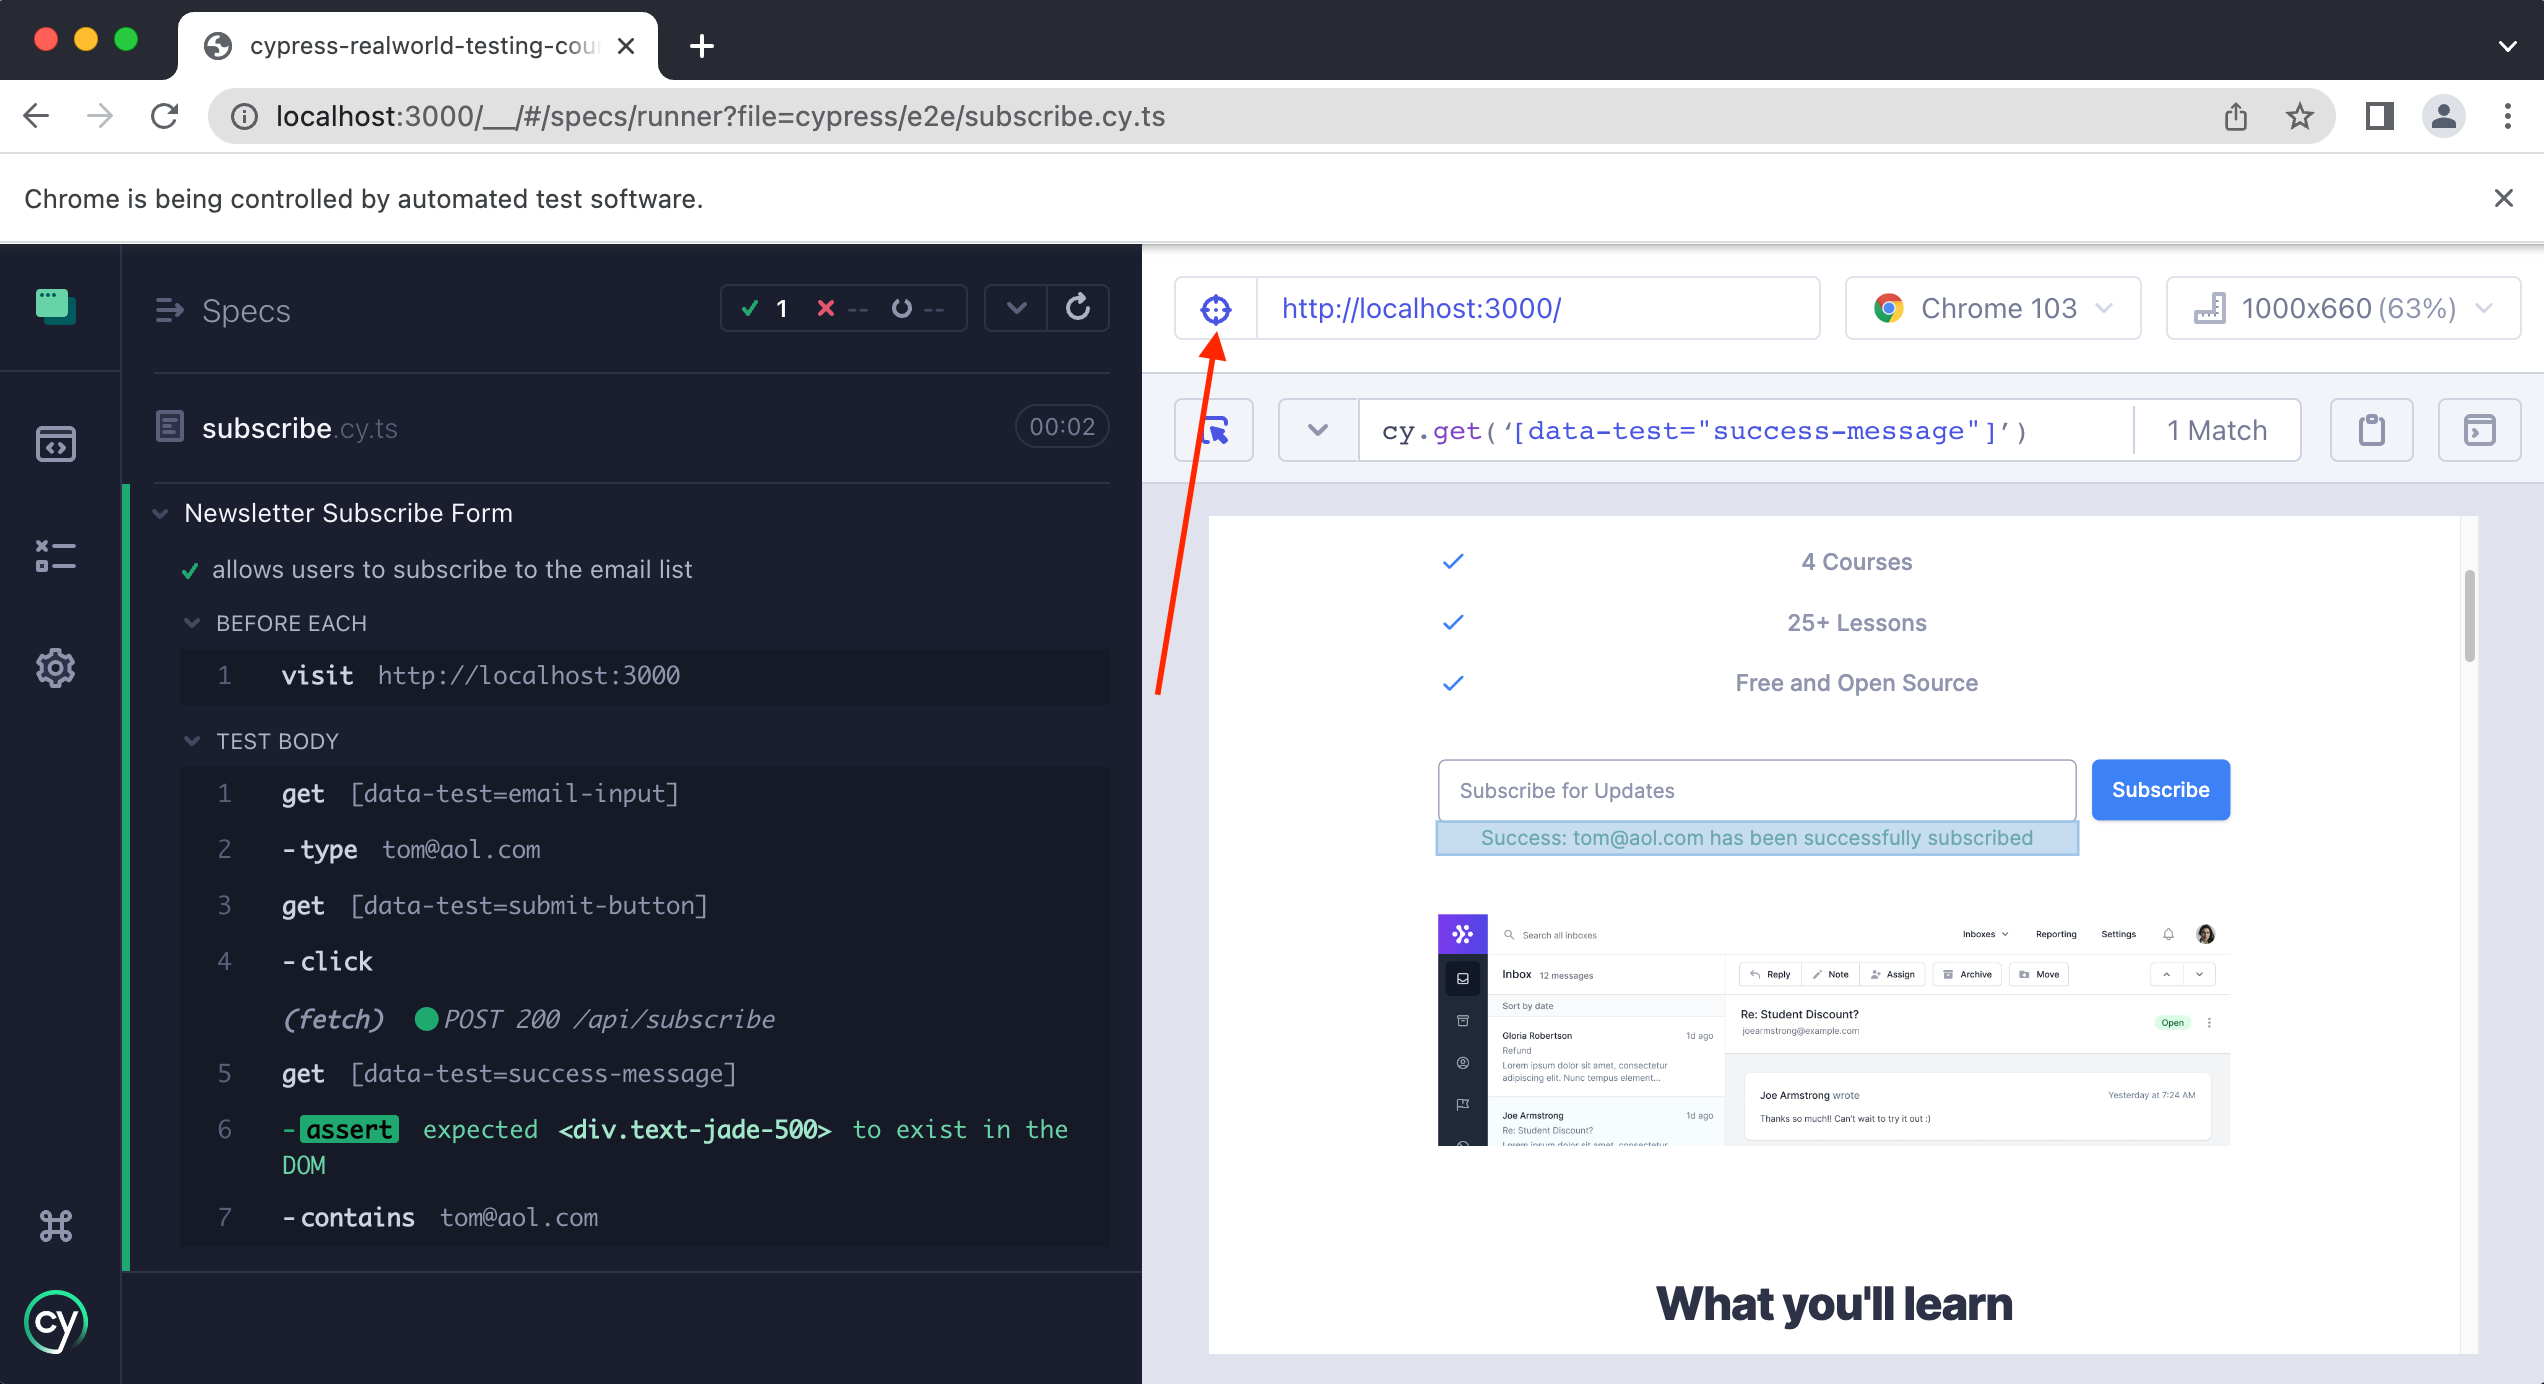 cypress-realworld-testing-cou
localhost:3000/__/#/specs/runner?file=cypress/e2e/subscribe.cy.ts
Chrome is being controlled by automated test software.
Specs
1 -- --
subscribe.cy.ts
00:02
Newsletter Subscribe Form
allows users to subscribe to the email list
BEFORE EACH
1 visit http://localhost:3000
TEST BODY
1 get [data-test=email-input]
2 -type tom@aol.com
3 get [data-test=submit-button]
4 -click
(fetch) POST 200 /api/subscribe
5 get [data-test=success-message]
6 -assert expected <div.text-jade-500> to exist in the
DOM
7 -contains tom@aol.com
cy
http://localhost:3000/
Chrome 103
1000x660 (63%)
cy.get(‘[data-test="success-message"]’)
1 Match
4 Courses
25+ Lessons
Free and Open Source
Subscribe for Updates
Subscribe
Success: tom@aol.com has been successfully subscribed
Search all inboxes
Inboxes Reporting Settings
Inbox 12 messages
Reply Note Assign Archive Move
Sort by date
Gloria Robertson 1d ago
Refund
Lorem ipsum dolor sit amet, consectetur
adipiscing elit. Nunc tempus element...
Joe Armstrong 1d ago
Re: Student Discount?
Lorem ipsum dolor sit amet, consectetur
Re: Student Discount?
joearmstrong@example.com
Open
Joe Armstrong wrote
Yesterday at 7:24 AM
Thanks so much!! Can't wait to try it out :)
What you'll learn